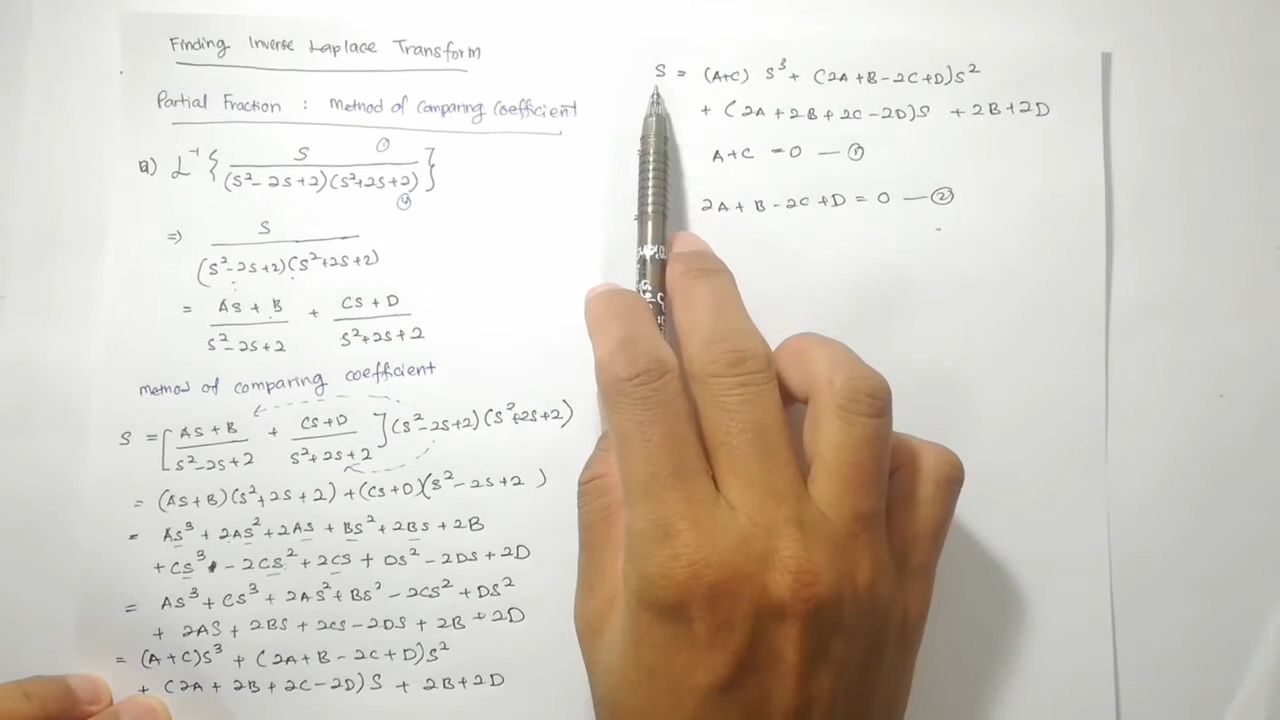 Finding Inverse Laplace Transform
Partial Fraction : Method of Comparing Coefficient
a) L⁻¹ { S / (S²-2S+2)(S²+2S+2) }
0
4
=> S / (S²-2S+2)(S²+2S+2)
= AS+B / S²-2S+2 + CS+D / S²+2S+2
method of comparing coefficient
S = [ AS+B / S²-2S+2 + CS+D / S²+2S+2 ] (S²-2S+2)(S²+2S+2)
= (AS+B)(S²+2S+2)+(CS+D)(S²-2S+2)
= AS³+2AS²+2AS+BS²+2BS+2B
+CS³-2CS²+2CS+DS²-2DS+2D
= AS³+CS³+2AS²+BS²-2CS²+DS²
+ 2AS+2BS+2CS-2DS+2B+2D
= (A+C)S³+(2A+B-2C+D)S²
+ (2A+2B+2C-2D)S + 2B+2D
S = (A+C) S³+(2A+B-2C+D)S²
+ (2A+2B+2C-2D)S +2B+2D
A+C =0 — ①
2A+B-2C+D=0 — ②